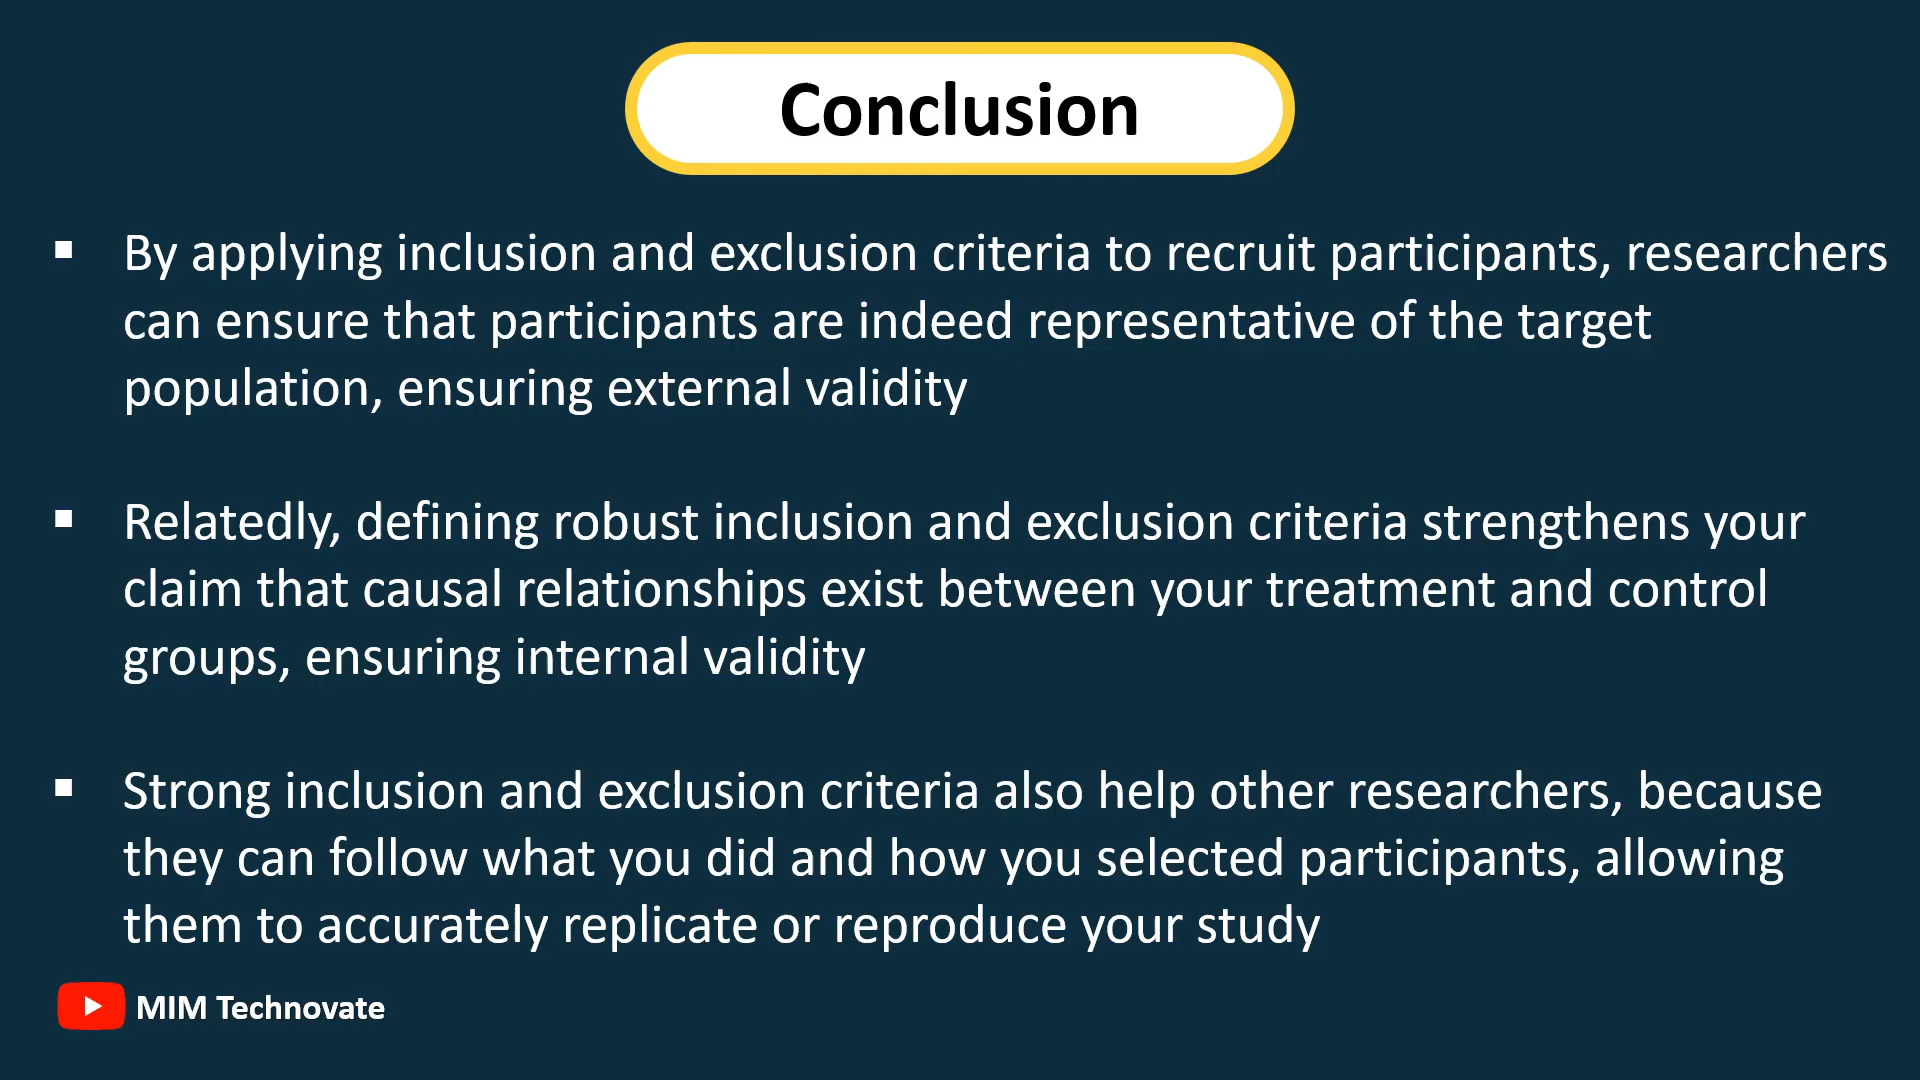 Conclusion
▪ By applying inclusion and exclusion criteria to recruit participants, researchers
can ensure that participants are indeed representative of the target
population, ensuring external validity
▪ Relatedly, defining robust inclusion and exclusion criteria strengthens your
claim that causal relationships exist between your treatment and control
groups, ensuring internal validity
▪ Strong inclusion and exclusion criteria also help other researchers, because
they can follow what you did and how you selected participants, allowing
them to accurately replicate or reproduce your study
MIM Technovate